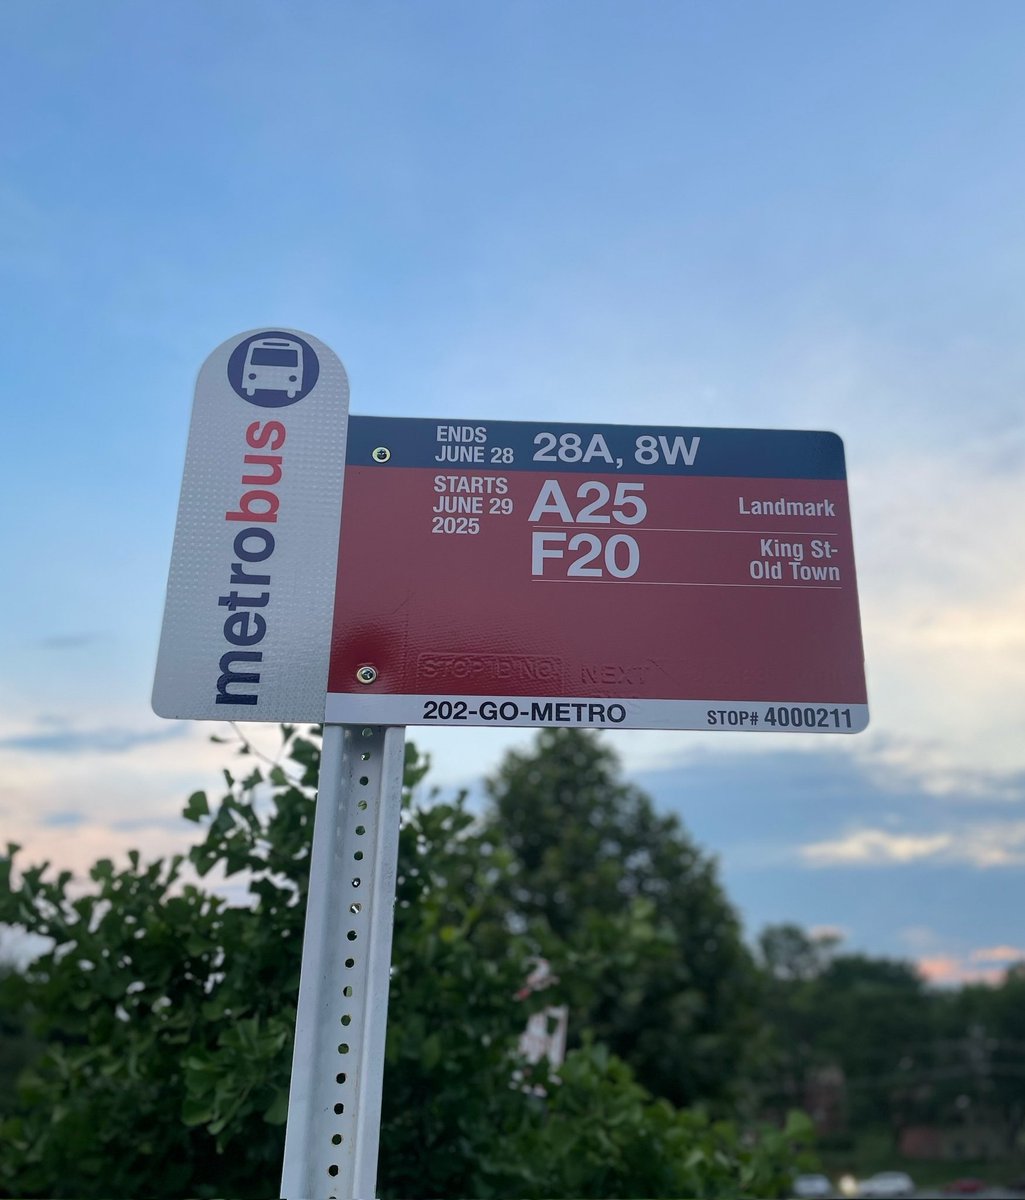 metrobus
ENDS
JUNE 28
28A, 8W
STARTS
JUNE 29
2025
A25
Landmark
F20
King St-
Old Town
STOP ID NO.
NEXT
202-GO-METRO
STOP# 4000211